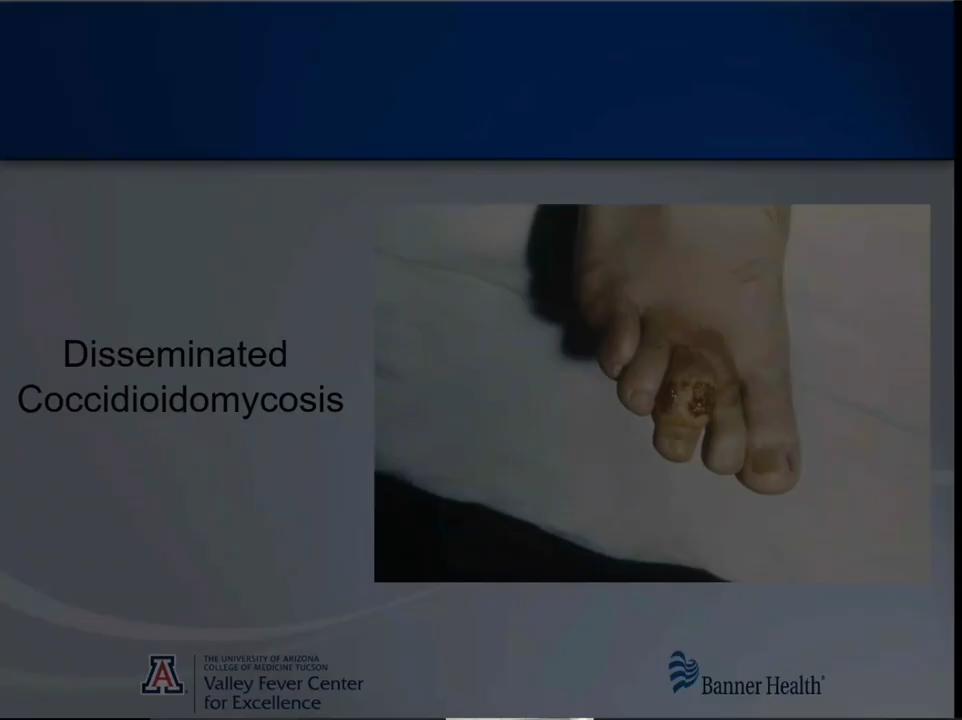 Disseminated
Coccidioidomycosis
A
THE UNIVERSITY OF ARIZONA
COLLEGE OF MEDICINE TUCSON
Valley Fever Center
for Excellence
Banner Health®